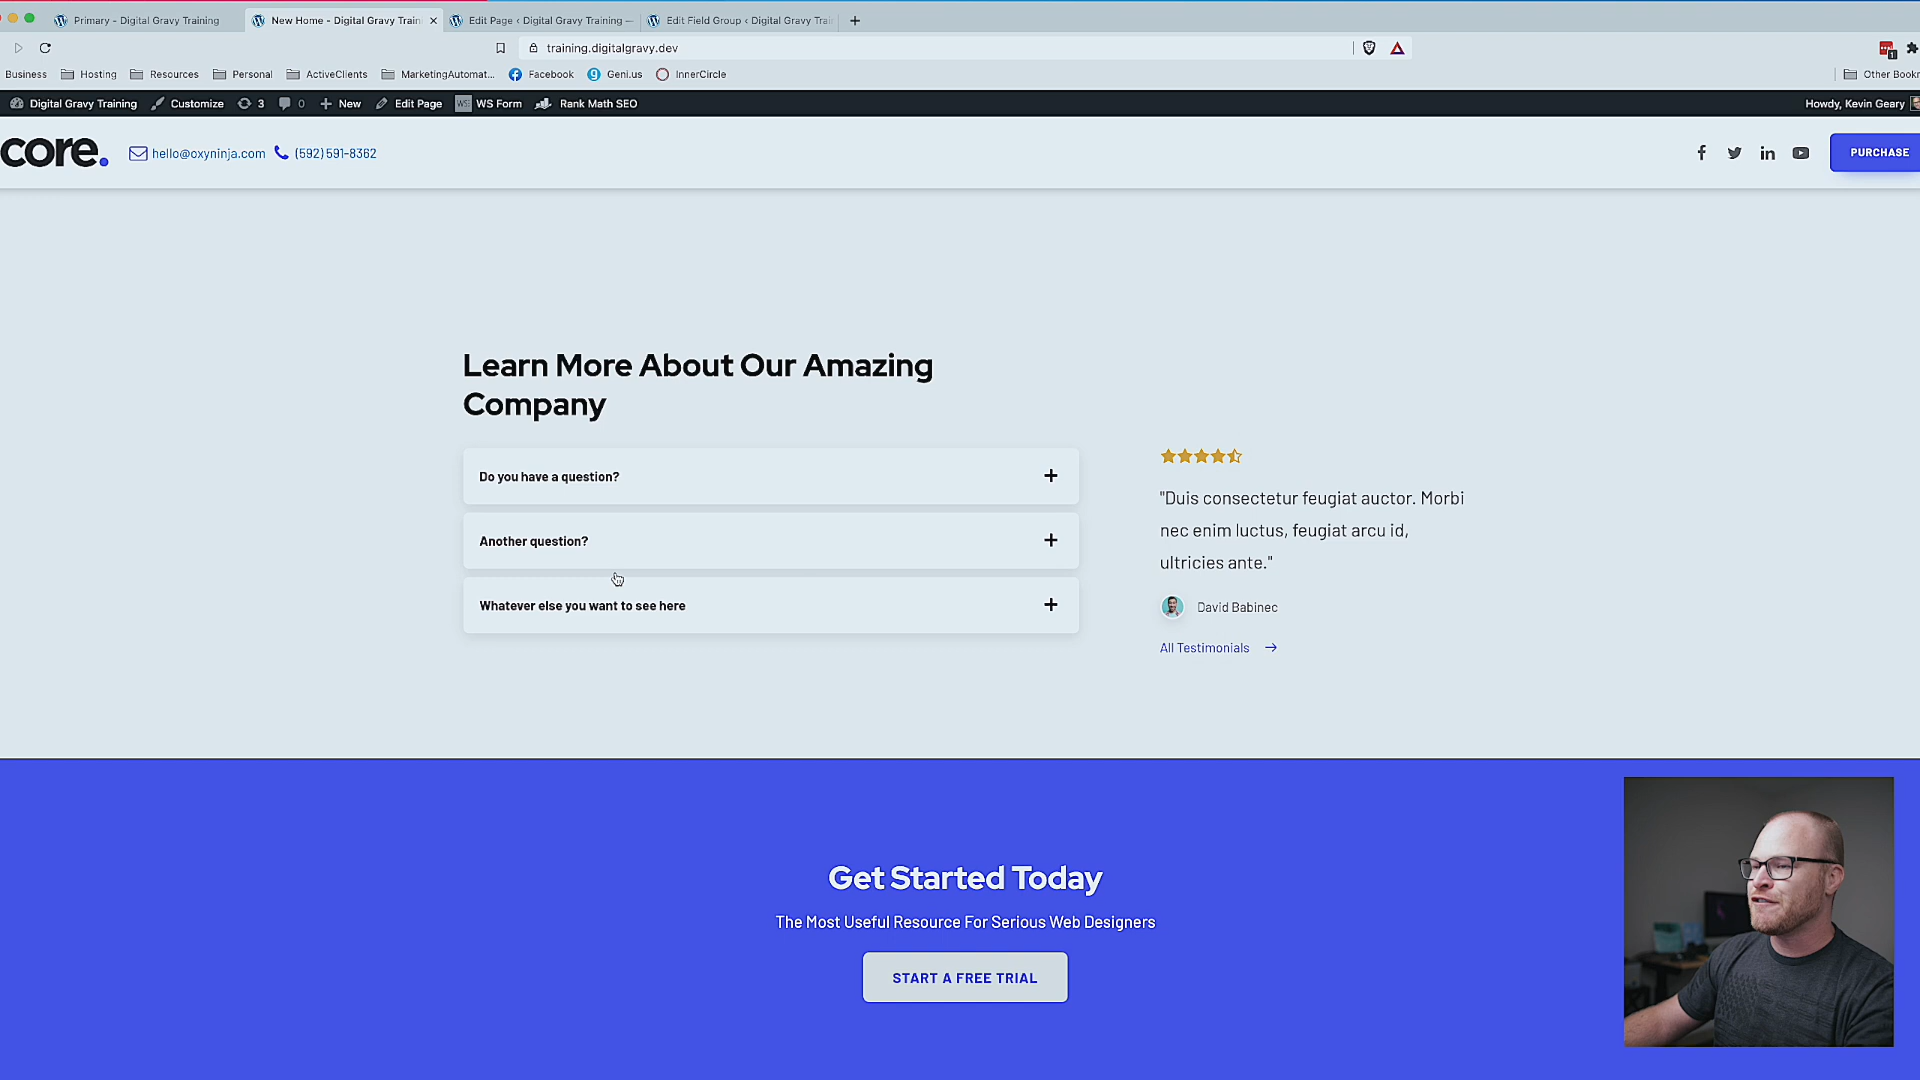 Primary - Digital Gravy Training
New Home - Digital Gravy Train
Edit Page ‹ Digital Gravy Training —
Edit Field Group ‹ Digital Gravy Trai
training.digitalgravy.dev
Business
Hosting
Resources
Personal
ActiveClients
MarketingAutomat...
Facebook
Geni.us
InnerCircle
Other Bookr
Digital Gravy Training
Customize
3
0
New
Edit Page
WS Form
Rank Math SEO
Howdy, Kevin Geary
core.
hello@oxyninja.com
(592) 591-8362
PURCHASE
Learn More About Our Amazing
Company
Do you have a question?
Another question?
Whatever else you want to see here
"Duis consectetur feugiat auctor. Morbi
nec enim luctus, feugiat arcu id,
ultricies ante."
David Babinec
All Testimonials
Get Started Today
The Most Useful Resource For Serious Web Designers
START A FREE TRIAL